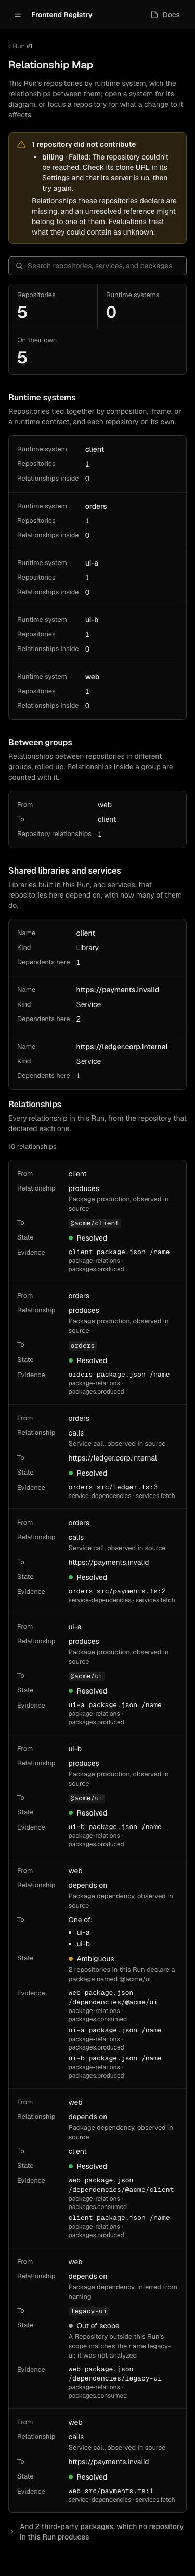 Frontend Registry
Docs
‹ Run #1
Relationship Map
This Run's repositories by runtime system, with the
relationships between them; open a system for its
diagram, or focus a repository for what a change to it
affects.
1 repository did not contribute
• billing · Failed: The repository couldn't
be reached. Check its clone URL in its
Settings and that its server is up, then
try again.
Relationships these repositories declare are
missing, and an unresolved reference might
belong to one of them. Evaluations treat
what they could contain as unknown.
Search repositories, services, and packages
Repositories
5
Runtime systems
0
On their own
5
Runtime systems
Repositories tied together by composition, iframe, or
a runtime contract, and each repository on its own.
Runtime system client
Repositories 1
Relationships inside 0
Runtime system orders
Repositories 1
Relationships inside 0
Runtime system ui-a
Repositories 1
Relationships inside 0
Runtime system ui-b
Repositories 1
Relationships inside 0
Runtime system web
Repositories 1
Relationships inside 0
Between groups
Relationships between repositories in different
groups, rolled up. Relationships inside a group are
counted with it.
From web
To client
Repository relationships 1
Shared libraries and services
Libraries built in this Run, and services, that
repositories here depend on, with how many of them
do.
Name client
Kind Library
Dependents here 1
Name https://payments.invalid
Kind Service
Dependents here 2
Name https://ledger.corp.internal
Kind Service
Dependents here 1
Relationships
Every relationship in this Run, from the repository that
declared each one.
10 relationships
From client
Relationship produces
Package production, observed in
source
To @acme/client
State Resolved
Evidence client package.json /name
package-relations ·
packages.produced
From orders
Relationship produces
Package production, observed in
source
To orders
State Resolved
Evidence orders package.json /name
package-relations ·
packages.produced
From orders
Relationship calls
Service call, observed in source
To https://ledger.corp.internal
State Resolved
Evidence orders src/ledger.ts:3
service-dependencies · services.fetch
From orders
Relationship calls
Service call, observed in source
To https://payments.invalid
State Resolved
Evidence orders src/payments.ts:2
service-dependencies · services.fetch
From ui-a
Relationship produces
Package production, observed in
source
To @acme/ui
State Resolved
Evidence ui-a package.json /name
package-relations ·
packages.produced
From ui-b
Relationship produces
Package production, observed in
source
To @acme/ui
State Resolved
Evidence ui-b package.json /name
package-relations ·
packages.produced
From web
Relationship depends on
Package dependency, observed in
source
To One of:
• ui-a
• ui-b
State Ambiguous
2 repositories in this Run declare a
package named @acme/ui
Evidence web package.json
/dependencies/@acme/ui
package-relations ·
packages.consumed
ui-a package.json /name
package-relations ·
packages.produced
ui-b package.json /name
package-relations ·
packages.produced
From web
Relationship depends on
Package dependency, observed in
source
To client
State Resolved
Evidence web package.json
/dependencies/@acme/client
package-relations ·
packages.consumed
client package.json /name
package-relations ·
packages.produced
From web
Relationship depends on
Package dependency, inferred from
naming
To legacy-ui
State Out of scope
A Repository outside this Run's
scope matches the name legacy-
ui; it was not analyzed
Evidence web package.json
/dependencies/legacy-ui
package-relations ·
packages.consumed
From web
Relationship calls
Service call, observed in source
To https://payments.invalid
State Resolved
Evidence web src/payments.ts:1
service-dependencies · services.fetch
And 2 third-party packages, which no repository
in this Run produces